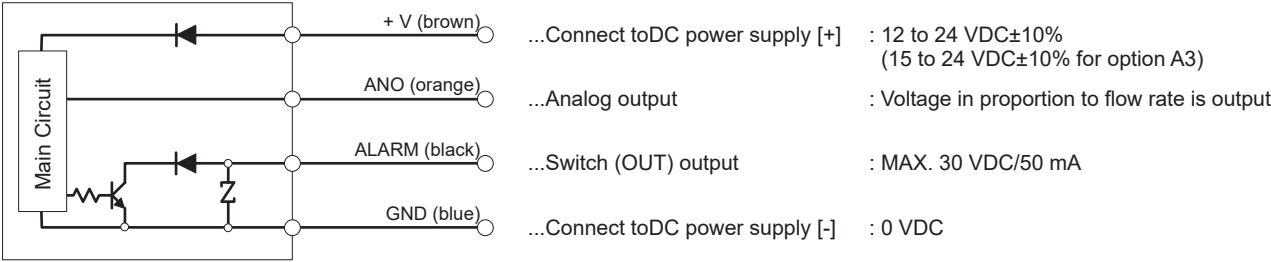 + V (brown) ...Connect toDC power supply [+] : 12 to 24 VDC±10%
(15 to 24 VDC±10% for option A3)
Main Circuit
ANO (orange) ...Analog output : Voltage in proportion to flow rate is output
ALARM (black) ...Switch (OUT) output : MAX. 30 VDC/50 mA
GND (blue) ...Connect toDC power supply [-] : 0 VDC